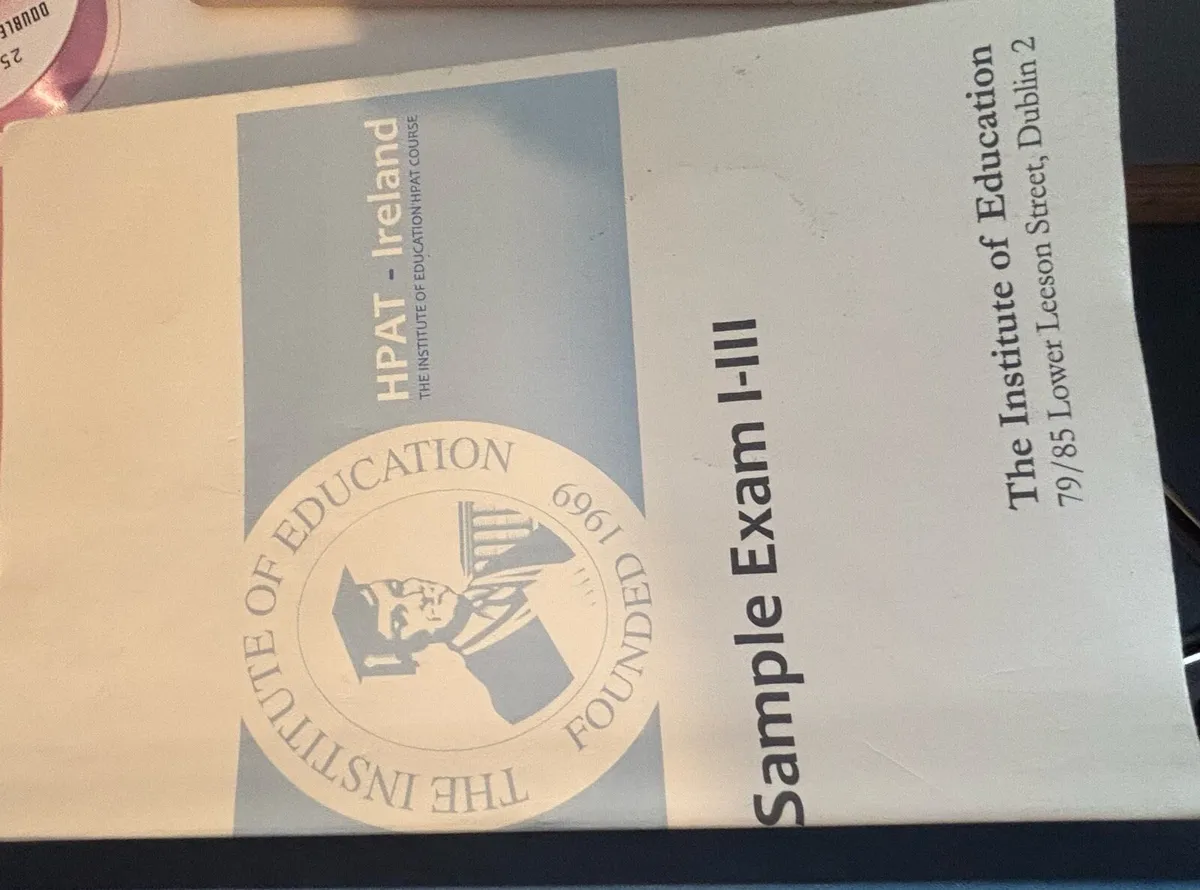 DOUBLE
25
THE INSTITUTE OF EDUCATION
FOUNDED 1969
HPAT - Ireland
THE INSTITUTE OF EDUCATION HPAT COURSE
Sample Exam I-III
The Institute of Education
79/85 Lower Leeson Street, Dublin 2